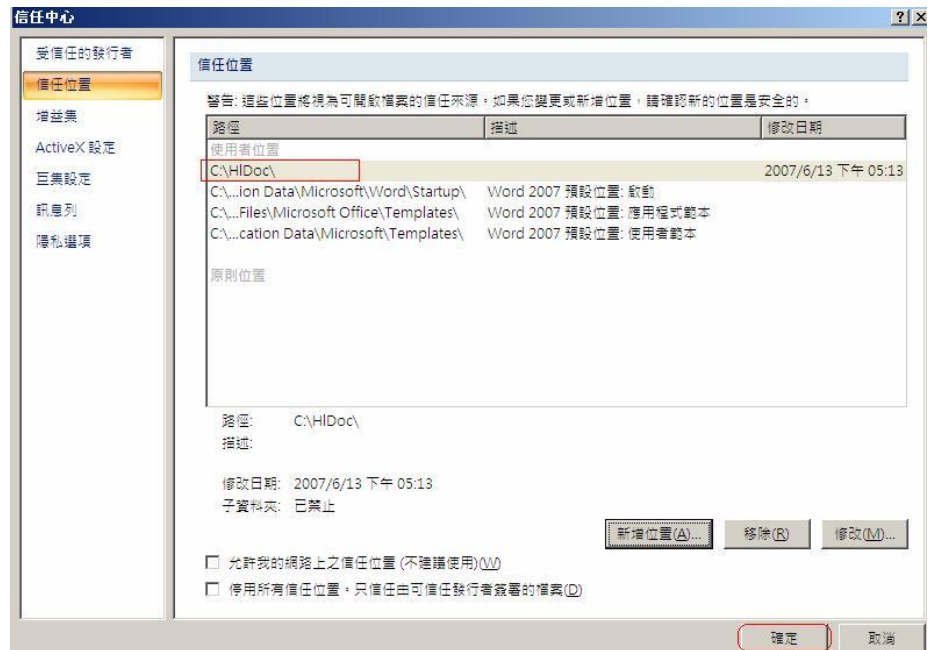 信任中心
受信任的發行者
信任位置
增益集
ActiveX 設定
巨集設定
訊息列
隱私選項
信任位置
警告: 這些位置將視為可開啟檔案的信任來源。如果您變更或新增位置，請確認新的位置是安全的。
路徑 描述 修改日期
使用者位置
C:\HlDoc\ 2007/6/13 下午 05:13
C:\...ion Data\Microsoft\Word\Startup\ Word 2007 預設位置: 啟動
C:\...Files\Microsoft Office\Templates\ Word 2007 預設位置: 應用程式範本
C:\...cation Data\Microsoft\Templates\ Word 2007 預設位置: 使用者範本
原則位置
路徑: C:\HlDoc\
描述:
修改日期: 2007/6/13 下午 05:13
子資料夾: 已禁止
新增位置(A)... 移除(R) 修改(M)...
允許我的網路上之信任位置 (不建議使用)(W)
停用所有信任位置。只信任由可信任發行者簽署的檔案(D)
確定 取消